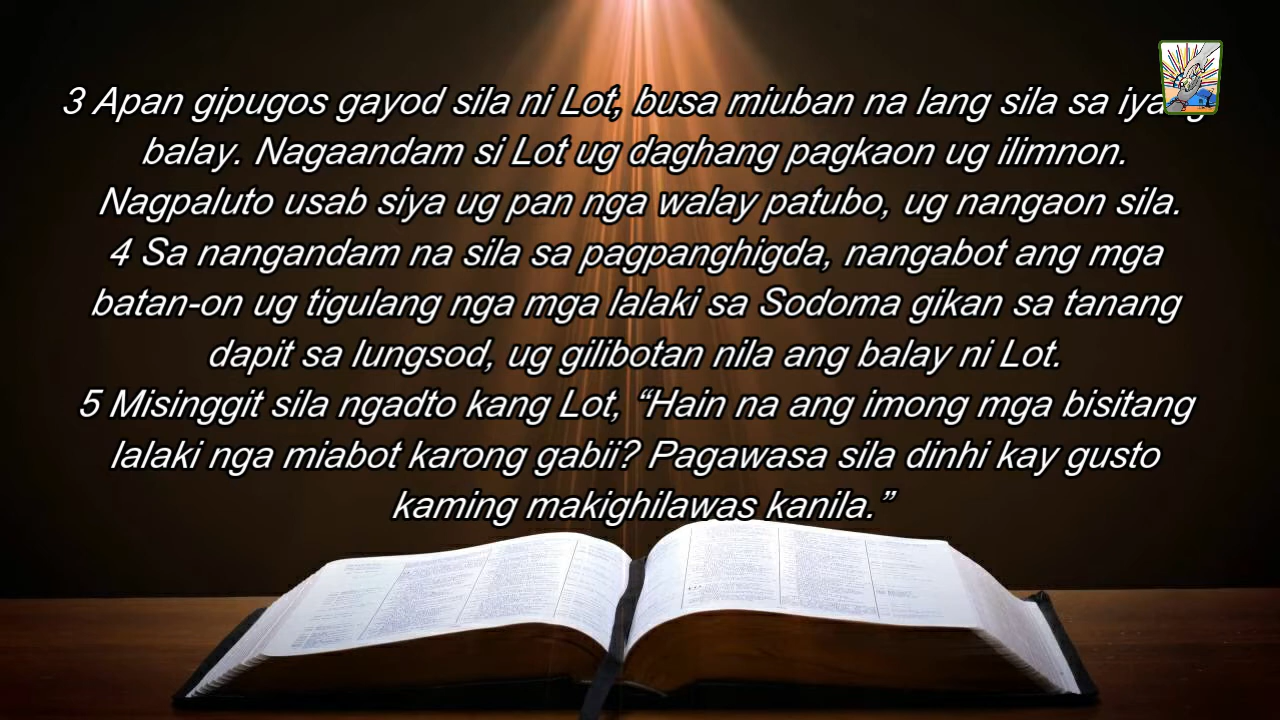 3 Apan gipugos gayod sila ni Lot, busa miuban na lang sila sa
balay. Nagaandam si Lot ug daghang pagkaon ug ilimnon.
Nagpaluto usab siya ug pan nga walay patubo, ug nangaon sila.
4 Sa nangandam na sila sa pagpanghigda, nangabot ang mga
batan-on ug tigulang nga mga lalaki sa Sodoma gikan sa tanang
dapit sa lungsod, ug gilibotan nila ang balay ni Lot.
5 Misinggit sila ngadto kang Lot, “Hain na ang imong mga bisitang
lalaki nga miabot karong gabii? Pagawasa sila dinhi kay gusto
kaming makighilawas kanila.”